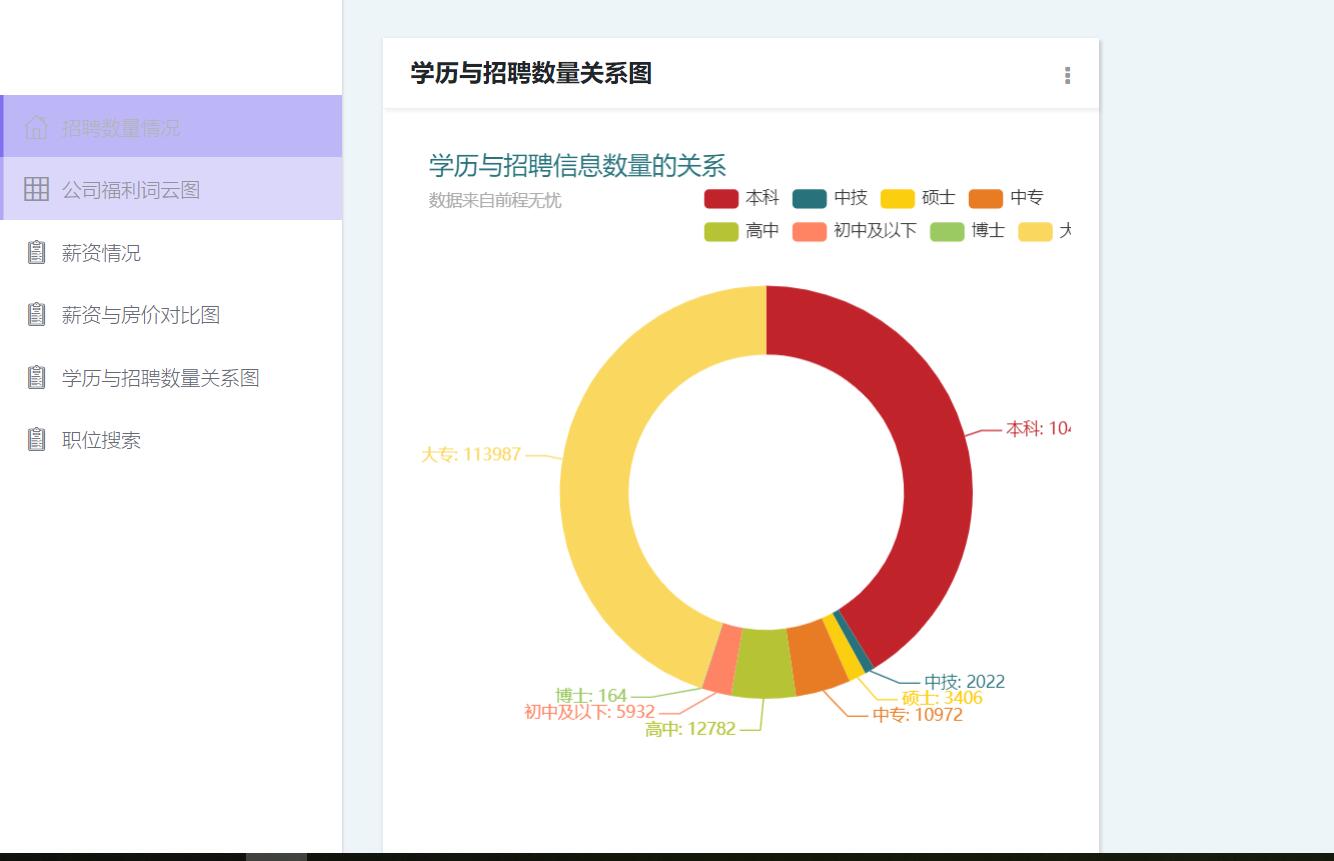 招聘数量情况
公司福利词云图
薪资情况
薪资与房价对比图
学历与招聘数量关系图
职位搜索
学历与招聘数量关系图
学历与招聘信息数量的关系
数据来自前程无忧
本科 中技 硕士 中专
高中 初中及以下 博士 大
本科: 10
大专: 113987
中技: 2022
博士: 164
硕士: 3406
初中及以下: 5932
中专: 10972
高中: 12782